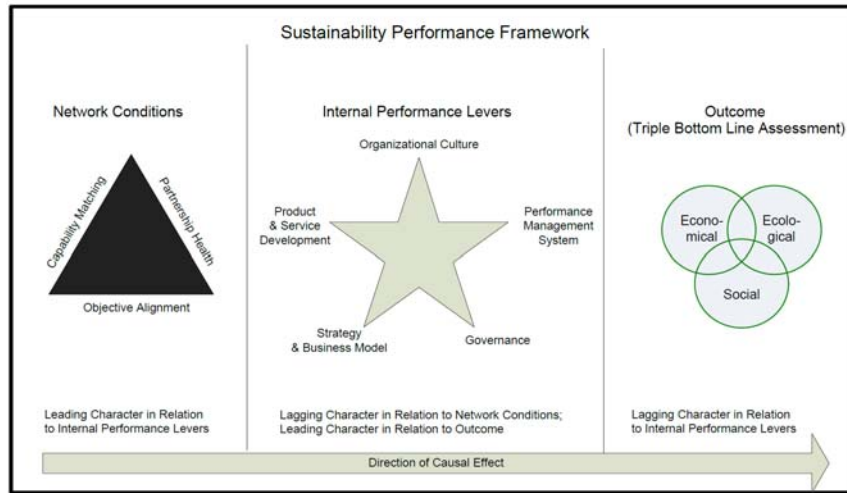 Sustainability Performance Framework
Network Conditions
Capability Matching
Partnership Health
Objective Alignment
Leading Character in Relation
to Internal Performance Levers
Internal Performance Levers
Organizational Culture
Product
& Service
Development
Performance
Management
System
Strategy
& Business Model
Governance
Lagging Character in Relation to Network Conditions;
Leading Character in Relation to Outcome
Outcome
(Triple Bottom Line Assessment)
Econo-
mical
Ecolo-
gical
Social
Lagging Character in Relation
to Internal Performance Levers
Direction of Causal Effect